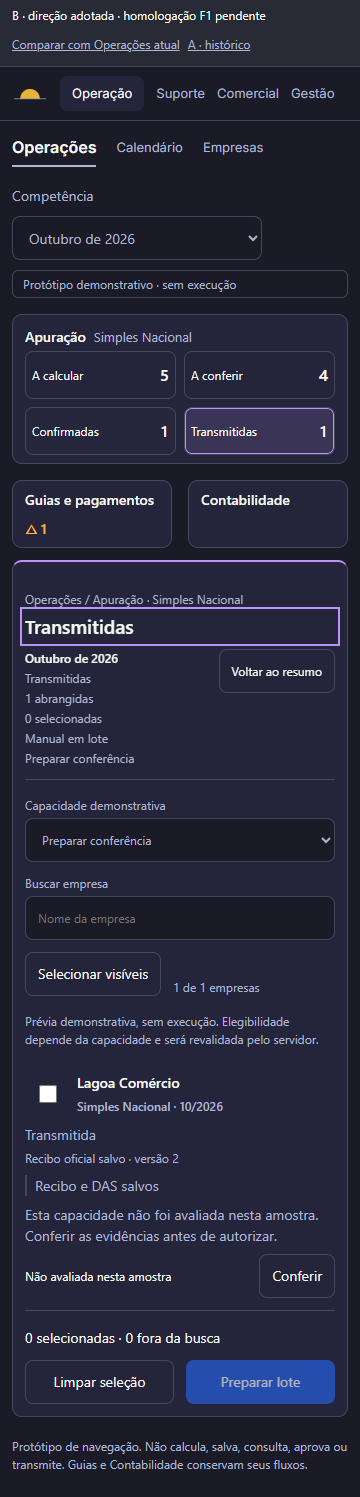 B · direção adotada · homologação F1 pendente
Comparar com Operações atual A · histórico
Operação Suporte Comercial Gestão
Operações Calendário Empresas
Competência
Outubro de 2026
Protótipo demonstrativo · sem execução
Apuração Simples Nacional
A calcular 5
A conferir 4
Confirmadas 1
Transmitidas 1
Guias e pagamentos
△ 1
Contabilidade
Operações / Apuração · Simples Nacional
Transmitidas
Outubro de 2026
Transmitidas
1 abrangidas
0 selecionadas
Manual em lote
Preparar conferência
Voltar ao resumo
Capacidade demonstrativa
Preparar conferência
Buscar empresa
Nome da empresa
Selecionar visíveis
1 de 1 empresas
Prévia demonstrativa, sem execução. Elegibilidade
depende da capacidade e será revalidada pelo servidor.
Lagoa Comércio
Simples Nacional · 10/2026
Transmitida
Recibo oficial salvo · versão 2
Recibo e DAS salvos
Esta capacidade não foi avaliada nesta amostra.
Conferir as evidências antes de autorizar.
Não avaliada nesta amostra
Conferir
0 selecionadas · 0 fora da busca
Limpar seleção
Preparar lote
Protótipo de navegação. Não calcula, salva, consulta, aprova ou
transmite. Guias e Contabilidade conservam seus fluxos.